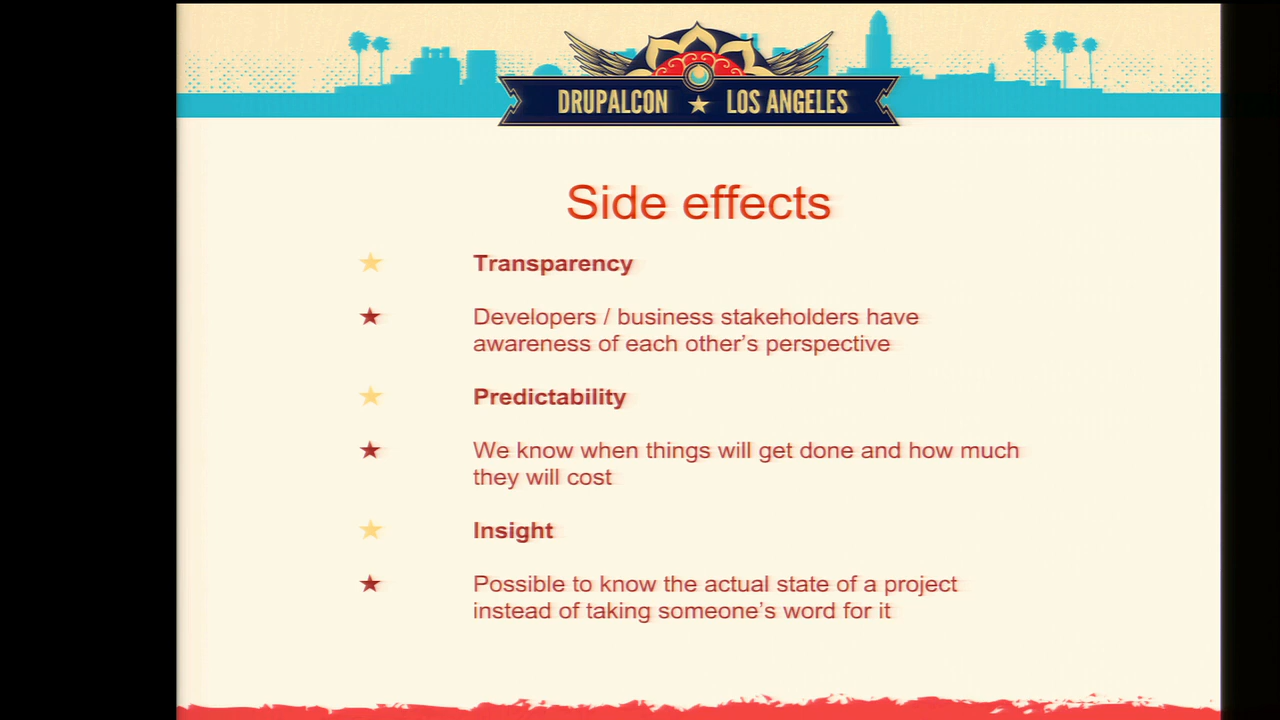 DRUPALCON ★ LOS ANGELES
Side effects
★ Transparency
★ Developers / business stakeholders have
awareness of each other’s perspective
★ Predictability
★ We know when things will get done and how much
they will cost
★ Insight
★ Possible to know the actual state of a project
instead of taking someone’s word for it